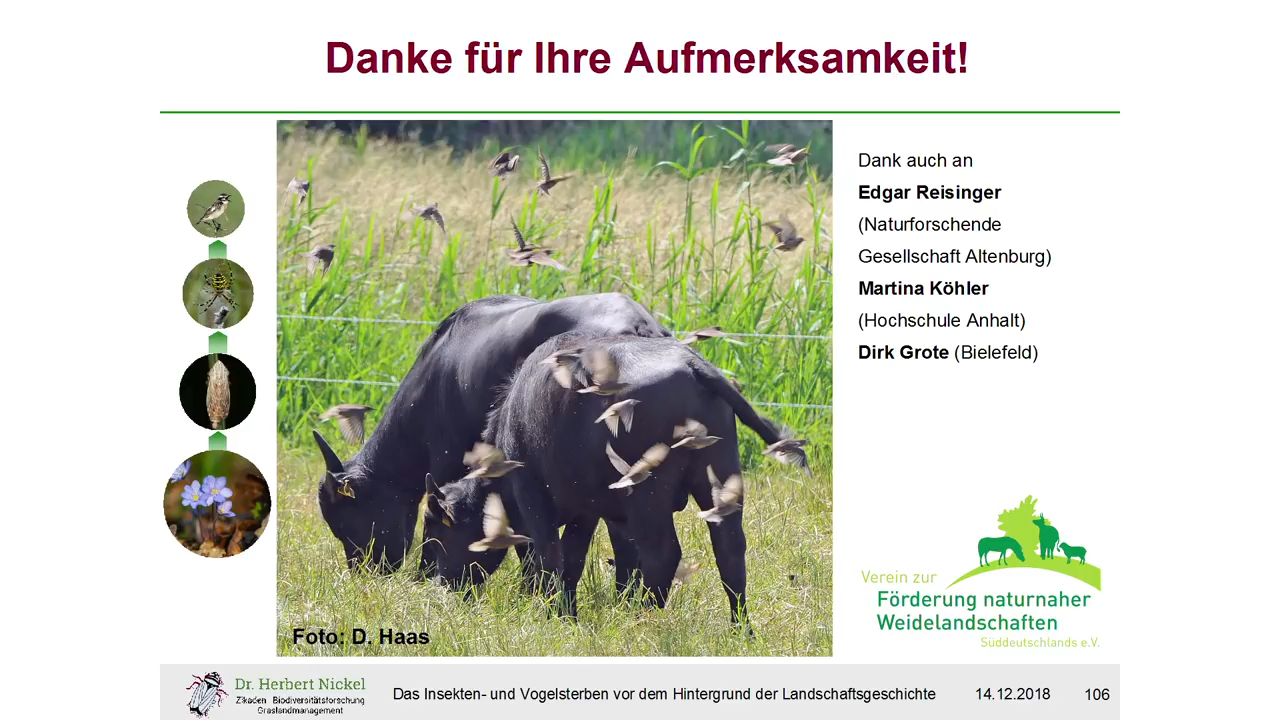 Danke für Ihre Aufmerksamkeit!
Dank auch an
Edgar Reisinger
(Naturforschende
Gesellschaft Altenburg)
Martina Köhler
(Hochschule Anhalt)
Dirk Grote (Bielefeld)
Foto: D. Haas
Verein zur
Förderung naturnaher
Weidelandschaften
Süddeutschlands e.V.
Dr. Herbert Nickel
Zikaden Biodiversitätsforschung
Graslandmanagement
Das Insekten- und Vogelsterben vor dem Hintergrund der Landschaftsgeschichte
14.12.2018
106